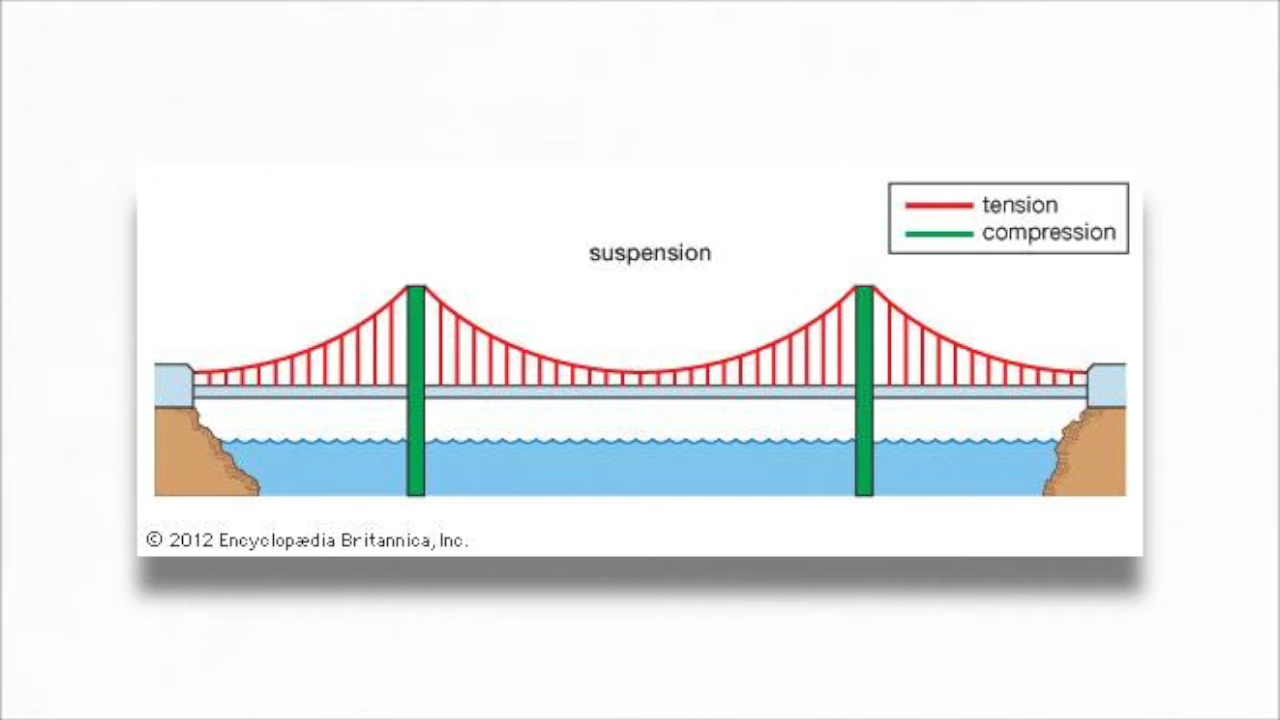 tension
compression
suspension
© 2012 Encyclopædia Britannica, Inc.